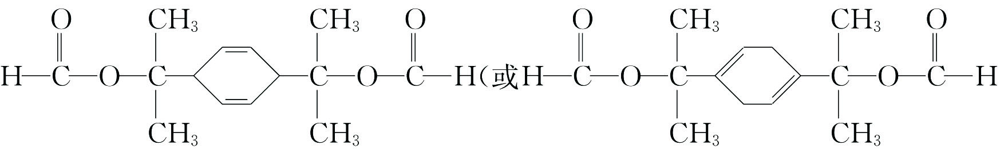 O CH₃ CH₃ O O CH₃ CH₃ O
H C O C C O C H(或H C O C C O C H
CH₃ CH₃ CH₃ CH₃